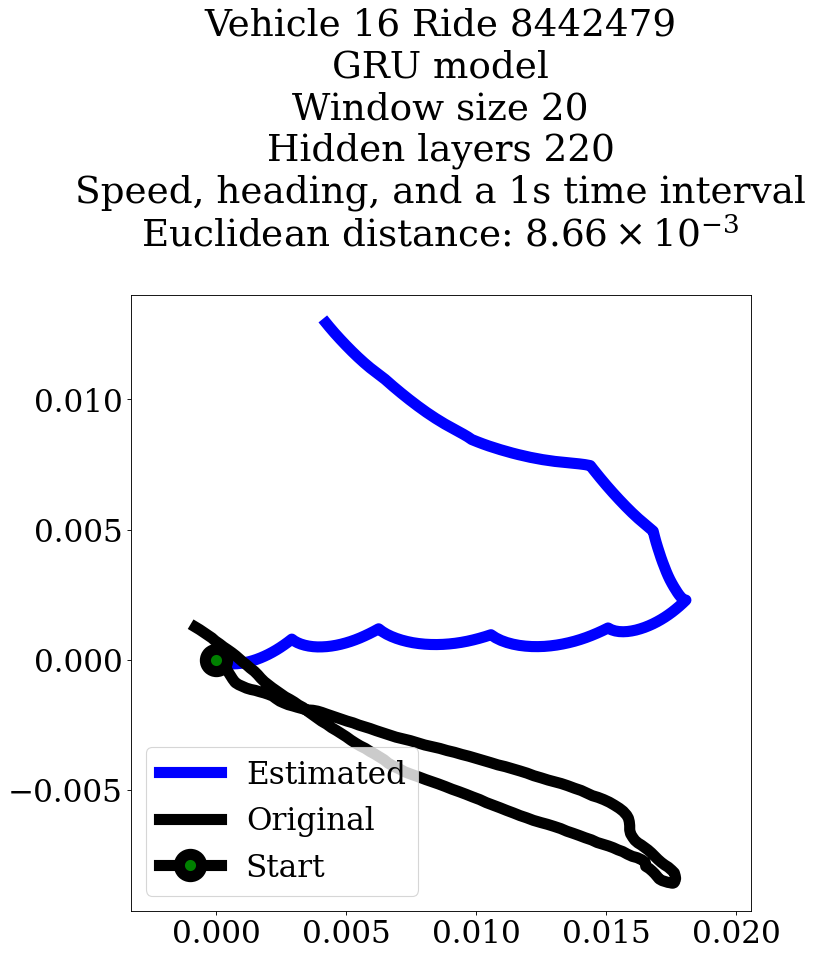 Vehicle 16 Ride 8442479
GRU model
Window size 20
Hidden layers 220
Speed, heading, and a 1s time interval
Euclidean distance: 8.66 × 10⁻³
0.010
0.005
0.000
−0.005
Estimated
Original
Start
0.000 0.005 0.010 0.015 0.020